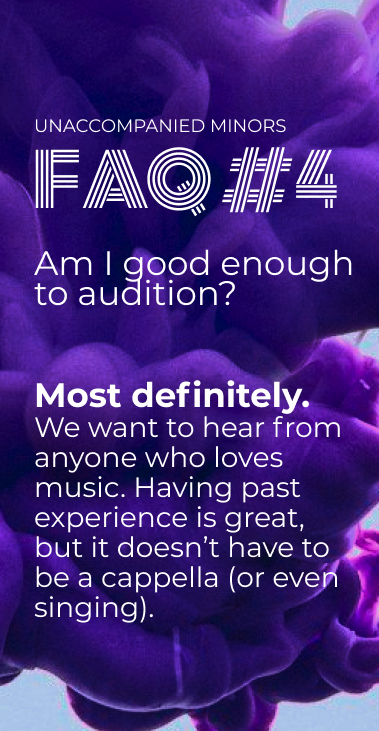 UNACCOMPANIED MINORS
FAQ #4
Am I good enough
to audition?
Most definitely.
We want to hear from
anyone who loves
music. Having past
experience is great,
but it doesn’t have to
be a cappella (or even
singing).